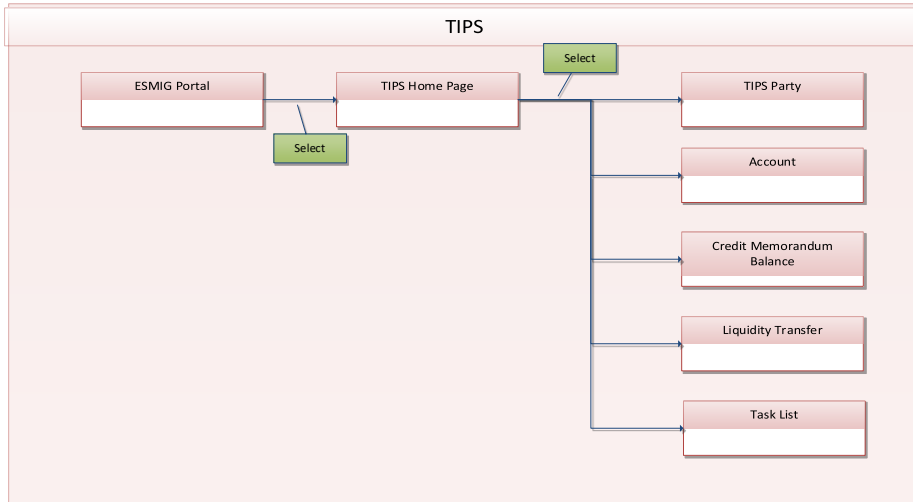 TIPS
Select
ESMIG Portal
TIPS Home Page
TIPS Party
Select
Account
Credit Memorandum
Balance
Liquidity Transfer
Task List